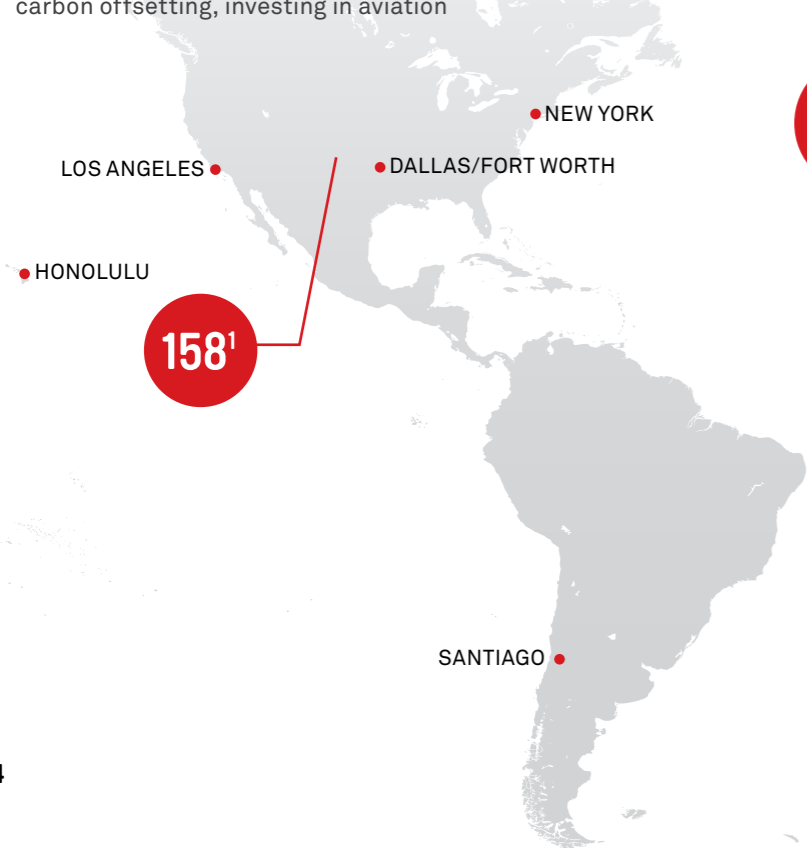 carbon offsetting, investing in aviation
NEW YORK
LOS ANGELES
DALLAS/FORT WORTH
HONOLULU
158¹
SANTIAGO
4